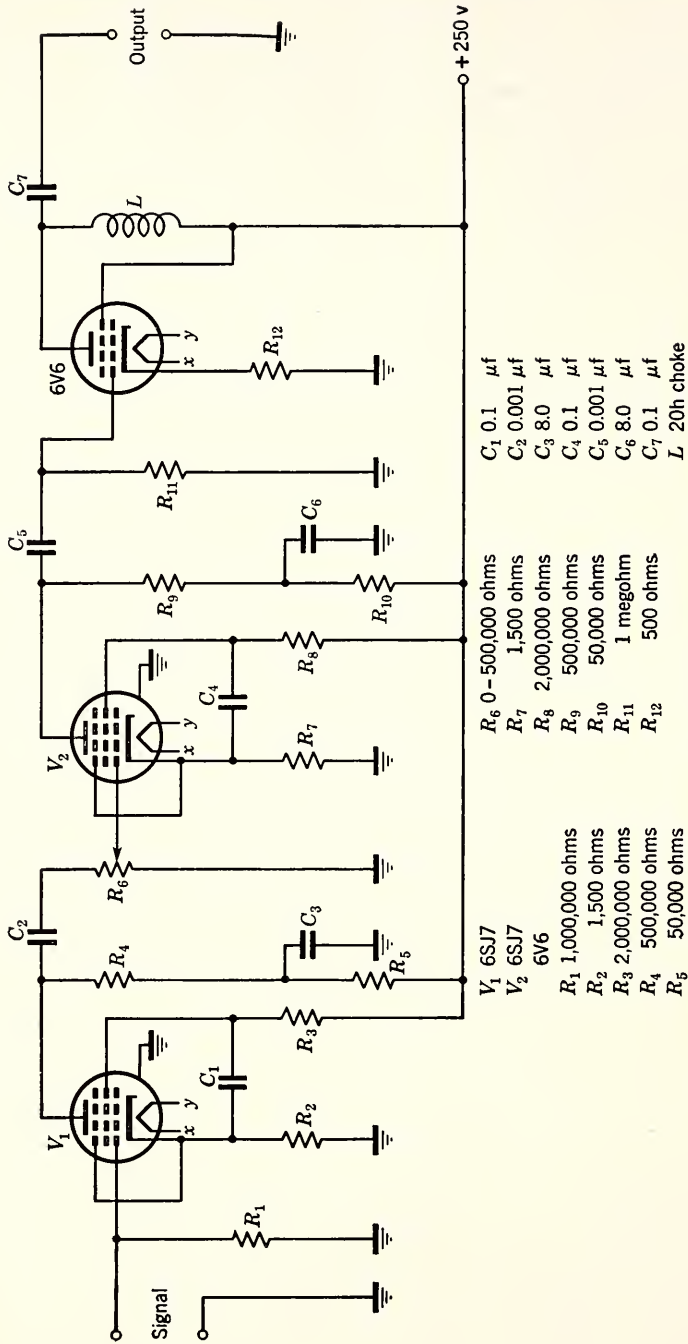 C₂
C₅
C₇
V₁
V₂
6V6
Output
Signal
R₁
x
y
R₂
C₁
R₃
R₄
C₃
R₅
R₆
x
y
R₇
C₄
R₈
R₉
C₆
R₁₀
R₁₁
x
y
R₁₂
L
+ 250 v
V₁ 6SJ7
V₂ 6SJ7
6V6
R₁ 1,000,000 ohms
R₂ 1,500 ohms
R₃ 2,000,000 ohms
R₄ 500,000 ohms
R₅ 50,000 ohms
R₆ 0 – 500,000 ohms
R₇ 1,500 ohms
R₈ 2,000,000 ohms
R₉ 500,000 ohms
R₁₀ 50,000 ohms
R₁₁ 1 megohm
R₁₂ 500 ohms
C₁ 0.1 μf
C₂ 0.001 μf
C₃ 8.0 μf
C₄ 0.1 μf
C₅ 0.001 μf
C₆ 8.0 μf
C₇ 0.1 μf
L 20h choke